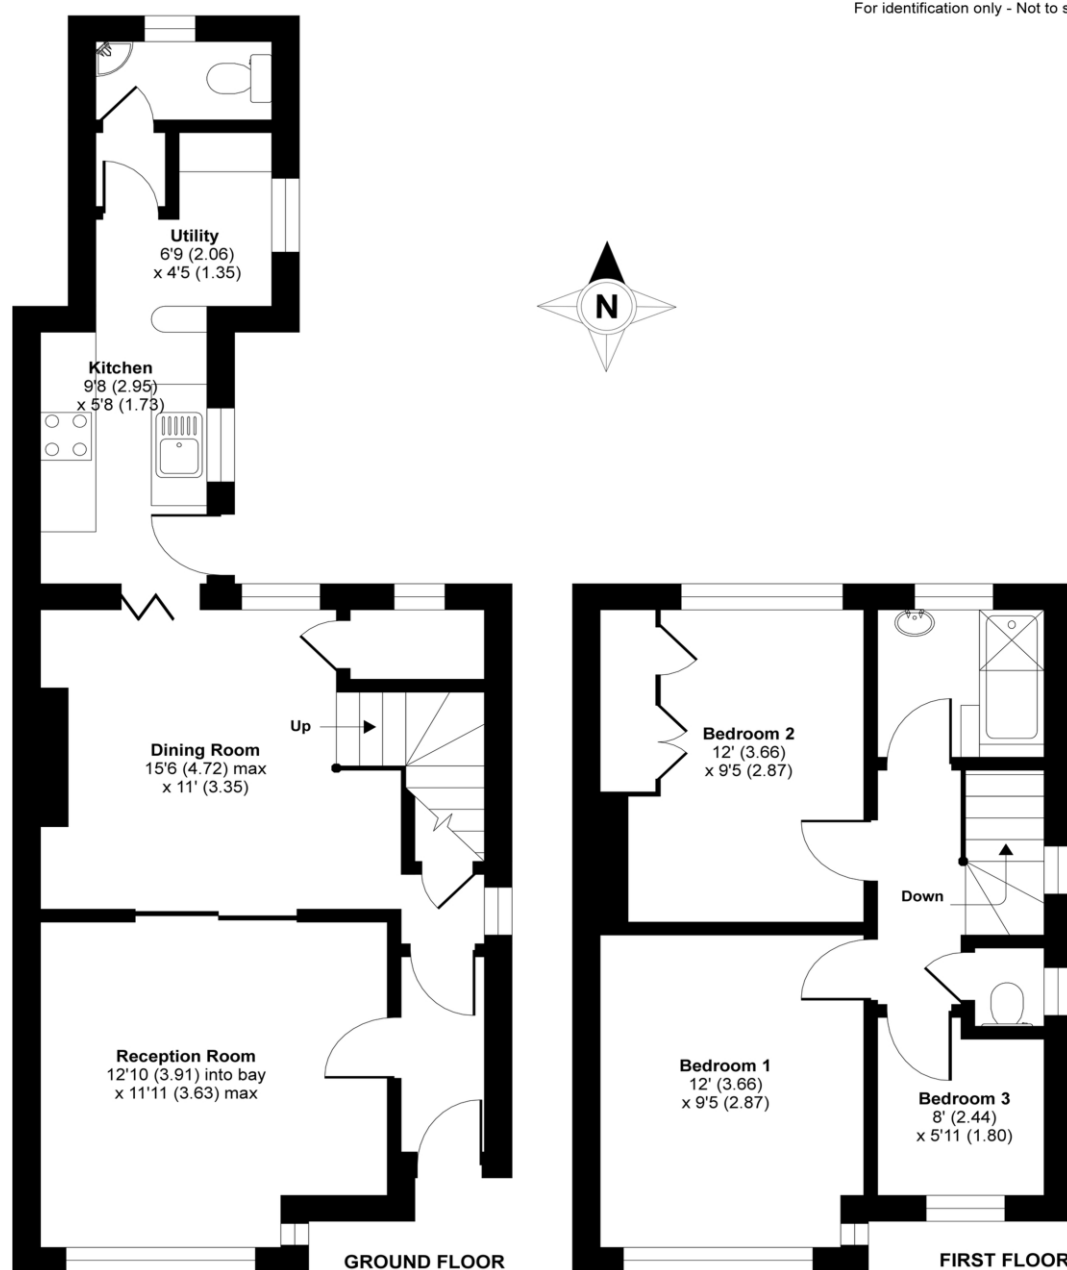 For identification only - Not to s
Utility
6'9 (2.06)
x 4'5 (1.35)
N
Kitchen
9'8 (2.95)
x 5'8 (1.73)
Up
Dining Room
15'6 (4.72) max
x 11' (3.35)
Bedroom 2
12' (3.66)
x 9'5 (2.87)
Down
Reception Room
12'10 (3.91) into bay
x 11'11 (3.63) max
Bedroom 1
12' (3.66)
x 9'5 (2.87)
Bedroom 3
8' (2.44)
x 5'11 (1.80)
GROUND FLOOR
FIRST FLOOR